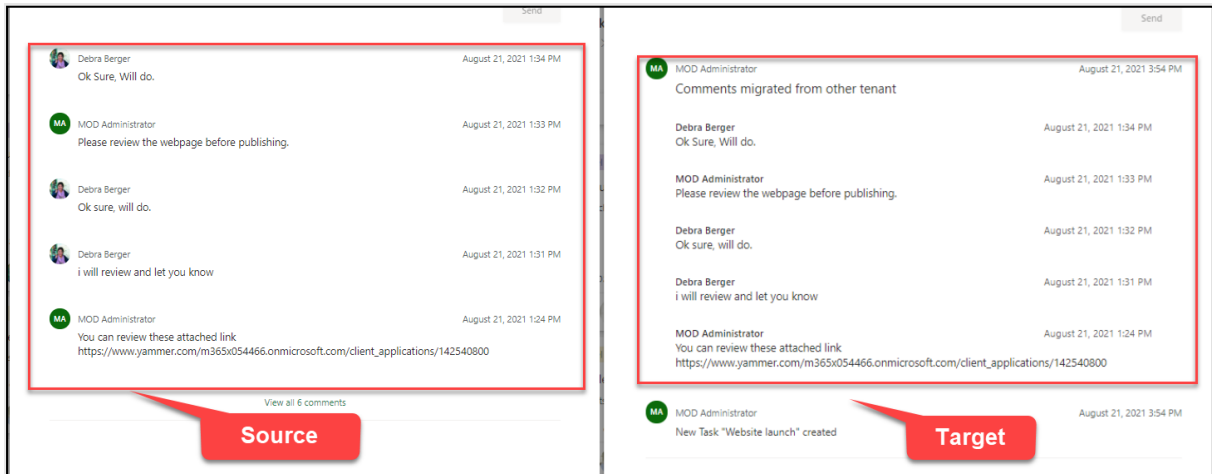 Send
Debra Berger August 21, 2021 1:34 PM
Ok Sure, Will do.
MA MOD Administrator August 21, 2021 1:33 PM
Please review the webpage before publishing.
Debra Berger August 21, 2021 1:32 PM
Ok sure, will do.
Debra Berger August 21, 2021 1:31 PM
i will review and let you know
MA MOD Administrator August 21, 2021 1:24 PM
You can review these attached link
https://www.yammer.com/m365x054466.onmicrosoft.com/client_applications/142540800
View all 6 comments
Source
Send
MA MOD Administrator August 21, 2021 3:54 PM
Comments migrated from other tenant
Debra Berger August 21, 2021 1:34 PM
Ok Sure, Will do.
MOD Administrator August 21, 2021 1:33 PM
Please review the webpage before publishing.
Debra Berger August 21, 2021 1:32 PM
Ok sure, will do.
Debra Berger August 21, 2021 1:31 PM
i will review and let you know
MOD Administrator August 21, 2021 1:24 PM
You can review these attached link
https://www.yammer.com/m365x054466.onmicrosoft.com/client_applications/142540800
MA MOD Administrator August 21, 2021 3:54 PM
New Task "Website launch" created
Target